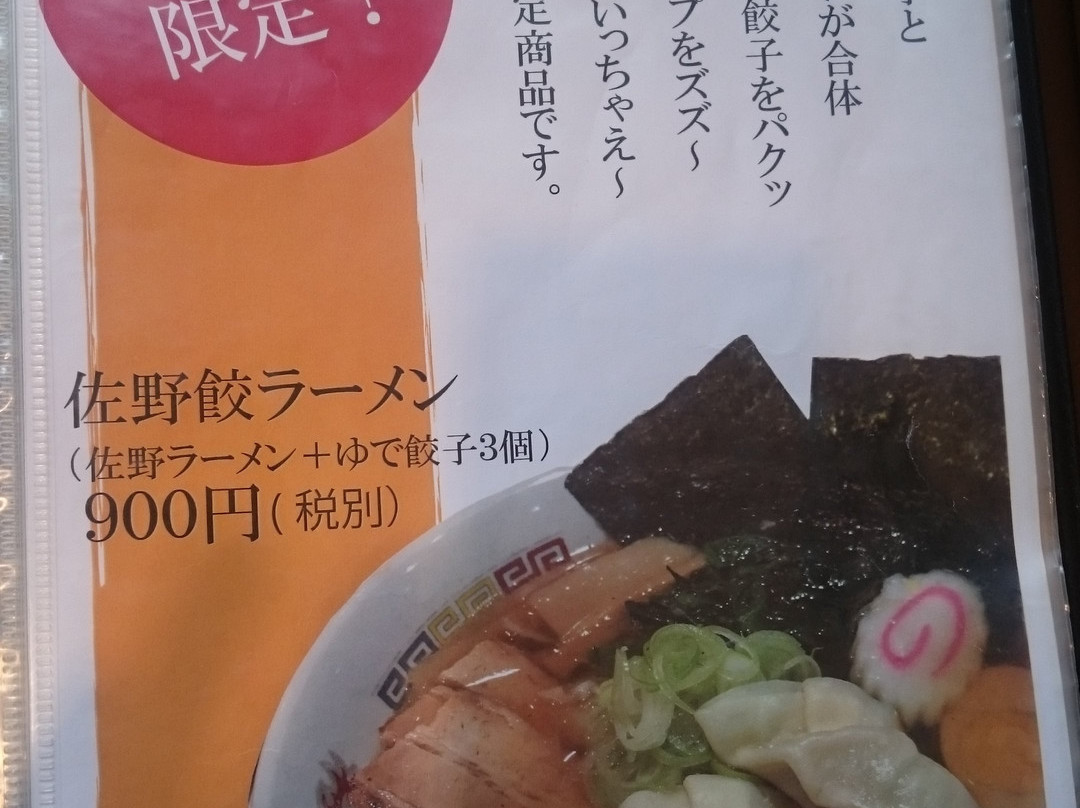 限定！
と
が合体
餃子をパクッ
プをズズ〜
いっちゃえ〜
定商品です。
佐野餃ラーメン
(佐野ラーメン＋ゆで餃子3個)
900円(税別)